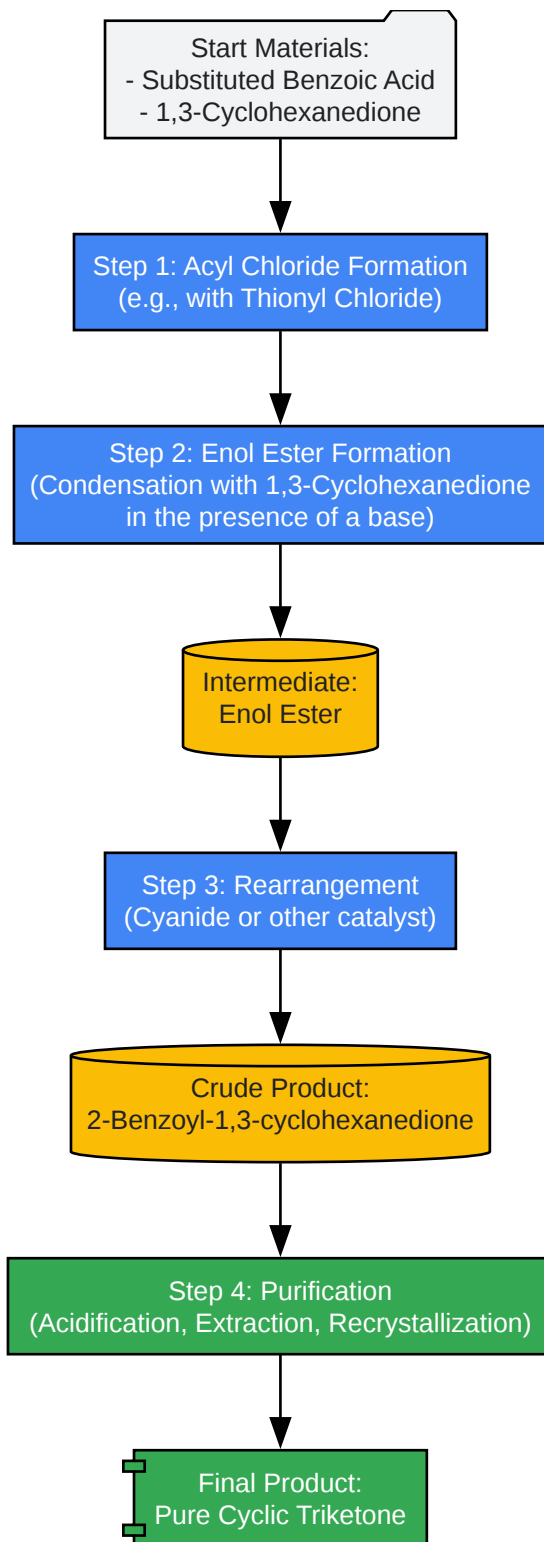 Start Materials:
- Substituted Benzoic Acid
- 1,3-Cyclohexanedione
Step 1: Acyl Chloride Formation
(e.g., with Thionyl Chloride)
Step 2: Enol Ester Formation
(Condensation with 1,3-Cyclohexanedione
in the presence of a base)
Intermediate:
Enol Ester
Step 3: Rearrangement
(Cyanide or other catalyst)
Crude Product:
2-Benzoyl-1,3-cyclohexanedione
Step 4: Purification
(Acidification, Extraction, Recrystallization)
Final Product:
Pure Cyclic Triketone